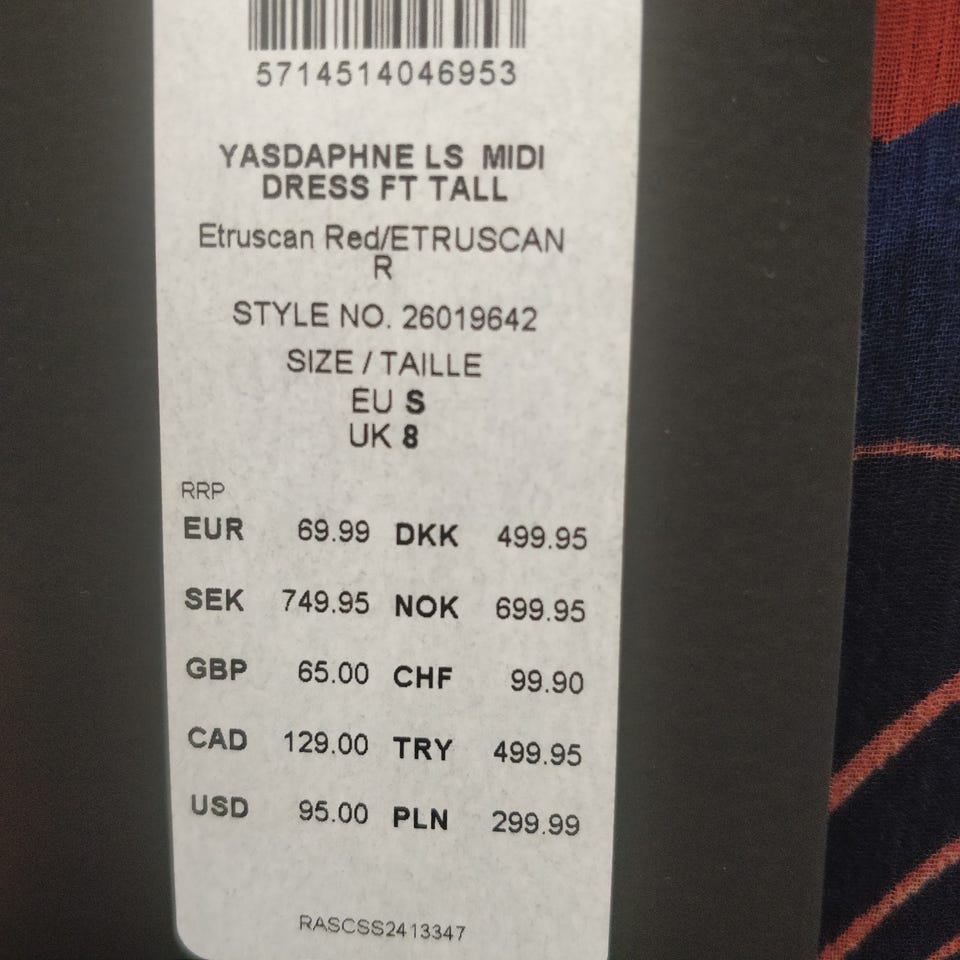 5714514046953
YASDAPHNE LS MIDI
DRESS FT TALL
Etruscan Red/ETRUSCAN
R
STYLE NO. 26019642
SIZE / TAILLE
EU S
UK 8
RRP
EUR 69.99 DKK 499.95
SEK 749.95 NOK 699.95
GBP 65.00 CHF 99.90
CAD 129.00 TRY 499.95
USD 95.00 PLN 299.99
RASCSS2413347